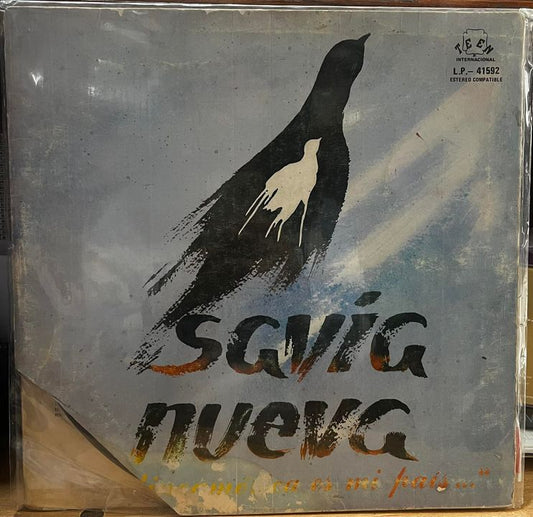 TEEN
INTERNACIONAL
L.P.- 41592
ESTEREO COMPATIBLE
savia
nueva
es mi país..."